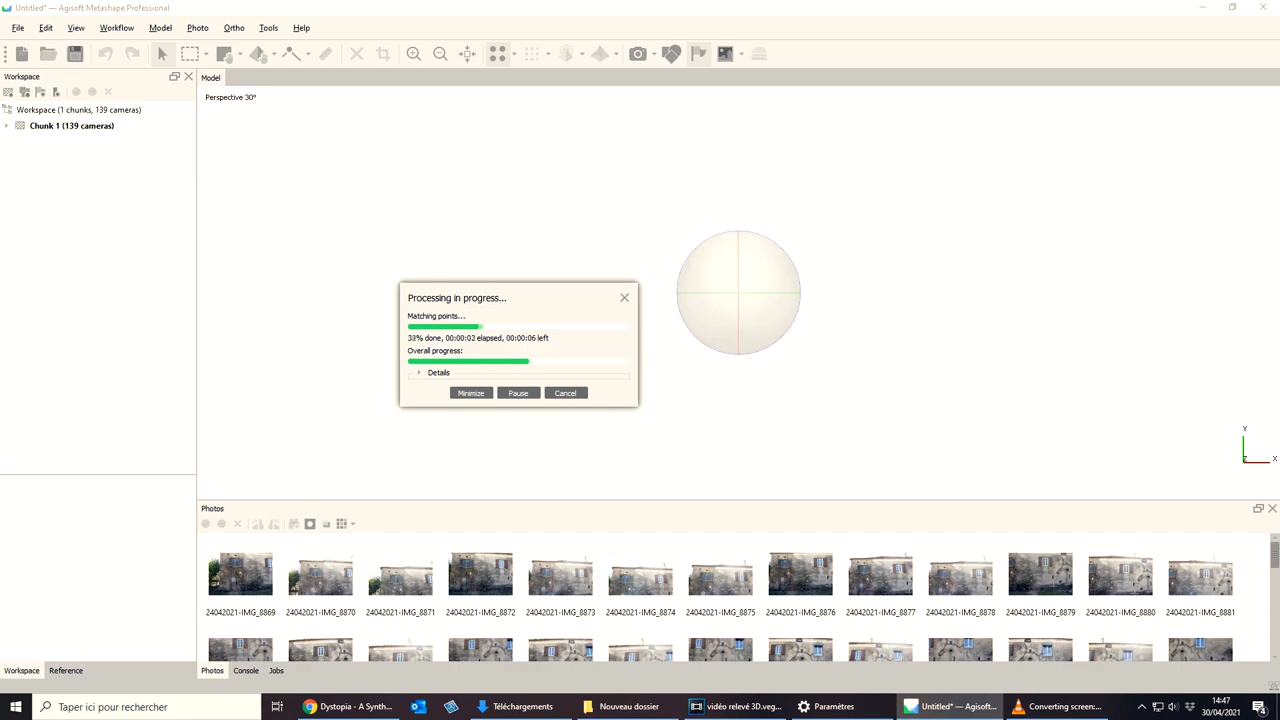 Untitled* — Agisoft Metashape Professional
File Edit View Workflow Model Photo Ortho Tools Help
Workspace
Model
Perspective 30°
Workspace (1 chunks, 139 cameras)
Chunk 1 (139 cameras)
Processing in progress...
Matching points...
% done, 00:00:03 elapsed, 00:00:06 left
Overall progress:
Details
Minimize Pause Cancel
Y
Z X
Photos
24042021-IMG_8869 24042021-IMG_8870 24042021-IMG_8871 24042021-IMG_8872 24042021-IMG_8873 24042021-IMG_8874 24042021-IMG_8875 24042021-IMG_8876 24042021-IMG_8877 24042021-IMG_8878 24042021-IMG_8879 24042021-IMG_8880 24042021-IMG_8881
Workspace Reference
Photos Console Jobs
Taper ici pour rechercher
Dystopia - A Synth...
Téléchargements
Nouveau dossier
vidéo relevé 3D.veg...
Paramètres
Untitled* — Agisoft...
Converting screen:...
14:47
30/04/2021
4